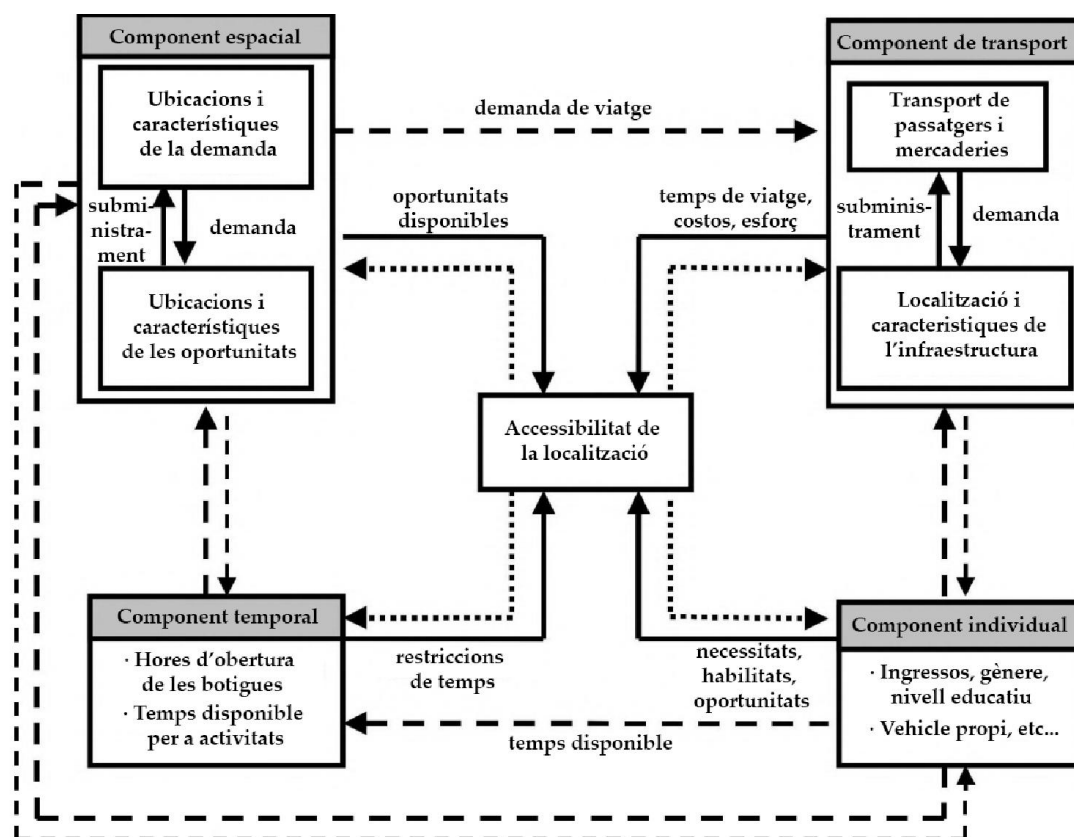 Component espacial
Ubicacions i
característiques
de la demanda
submi-
nistra-
ment
demanda
Ubicacions i
característiques
de les oportunitats
demanda de viatge
oportunitats
disponibles
temps de viatge,
costos, esforç
Component de transport
Transport de
passatgers i
mercaderies
subminis-
trament
demanda
Localització i
caracteristiques de
l'infraestructura
Accessibilitat de
la localització
Component temporal
· Hores d'obertura
de les botigues
· Temps disponible
per a activitats
restriccions
de temps
necessitats,
habilitats,
oportunitats
temps disponible
Component individual
· Ingressos, gènere,
nivell educatiu
· Vehicle propi, etc...